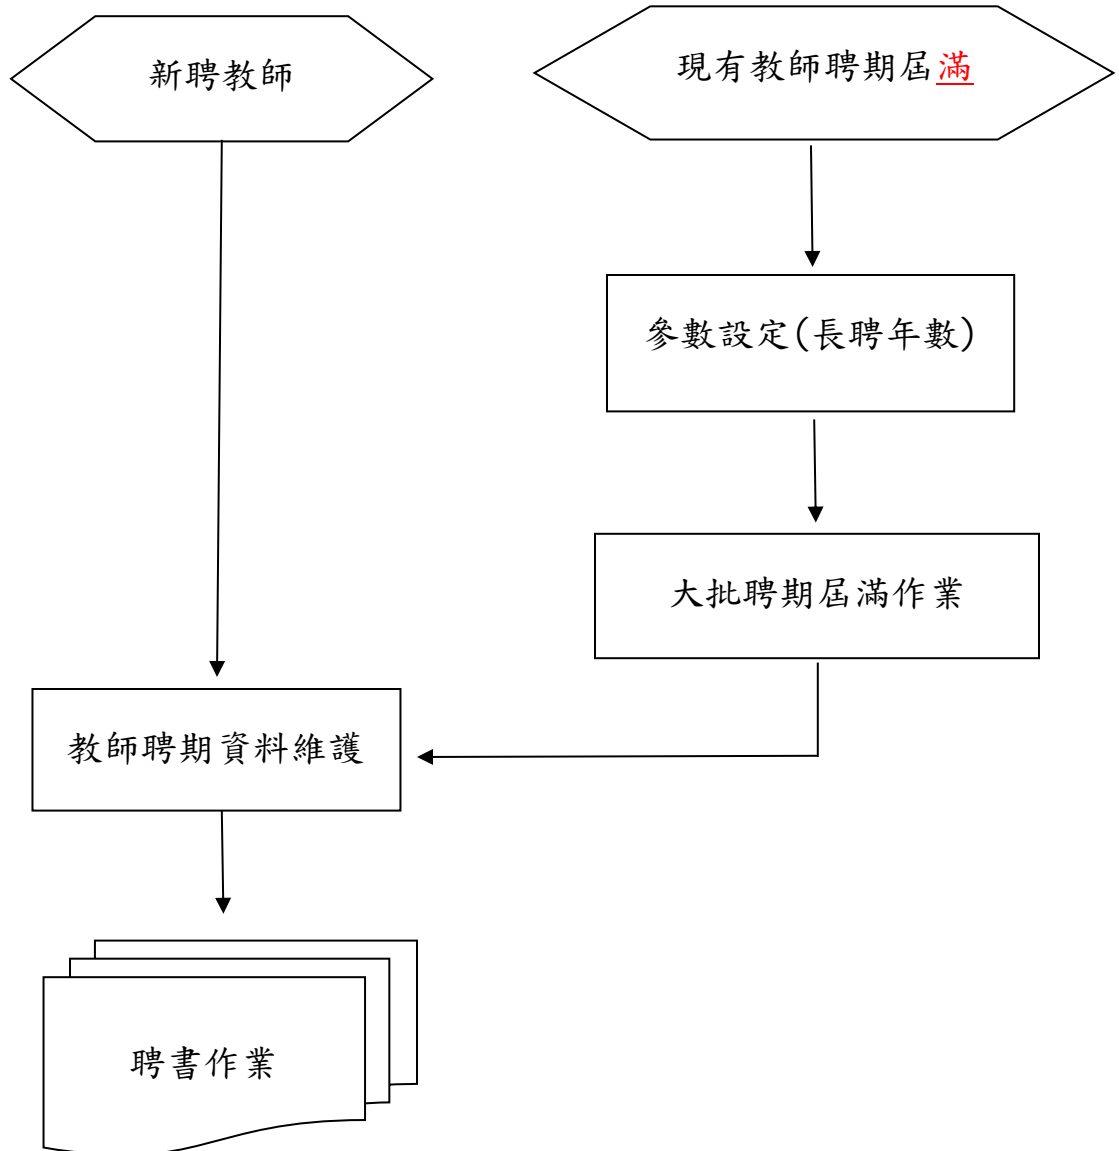 新聘教師
現有教師聘期屆滿
參數設定(長聘年數)
大批聘期屆滿作業
教師聘期資料維護
聘書作業